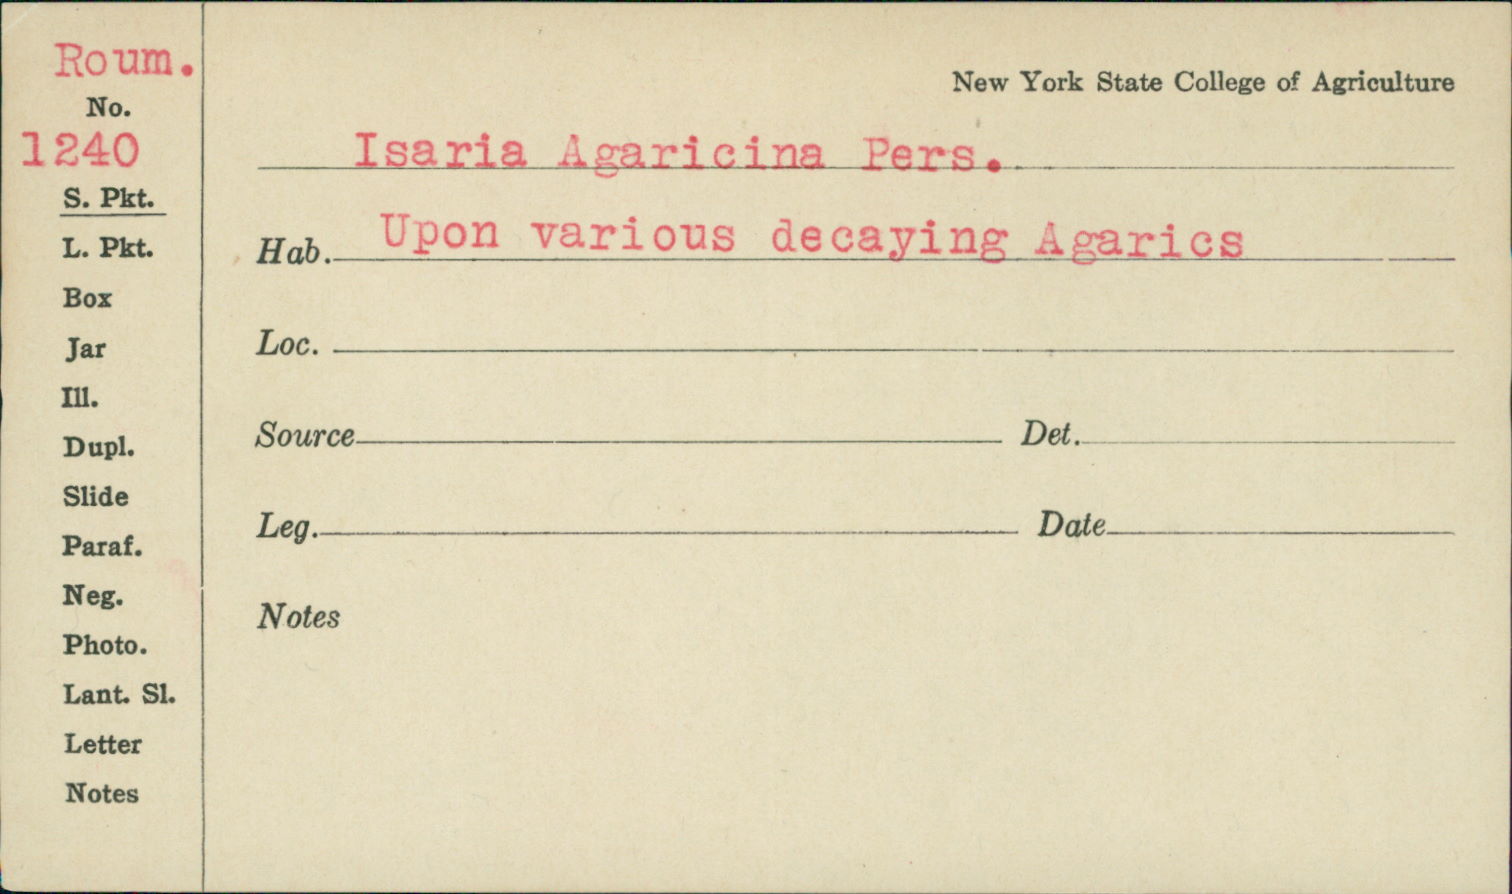 Roum.
No.
1240
S. Pkt.
L. Pkt.
Box
Jar
Ill.
Dupl.
Slide
Paraf.
Neg.
Photo.
Lant. Sl.
Letter
Notes
New York State College of Agriculture
Isaria Agaricina Pers.
Hab. Upon various decaying Agarics
Loc.
Source Det.
Leg. Date
Notes